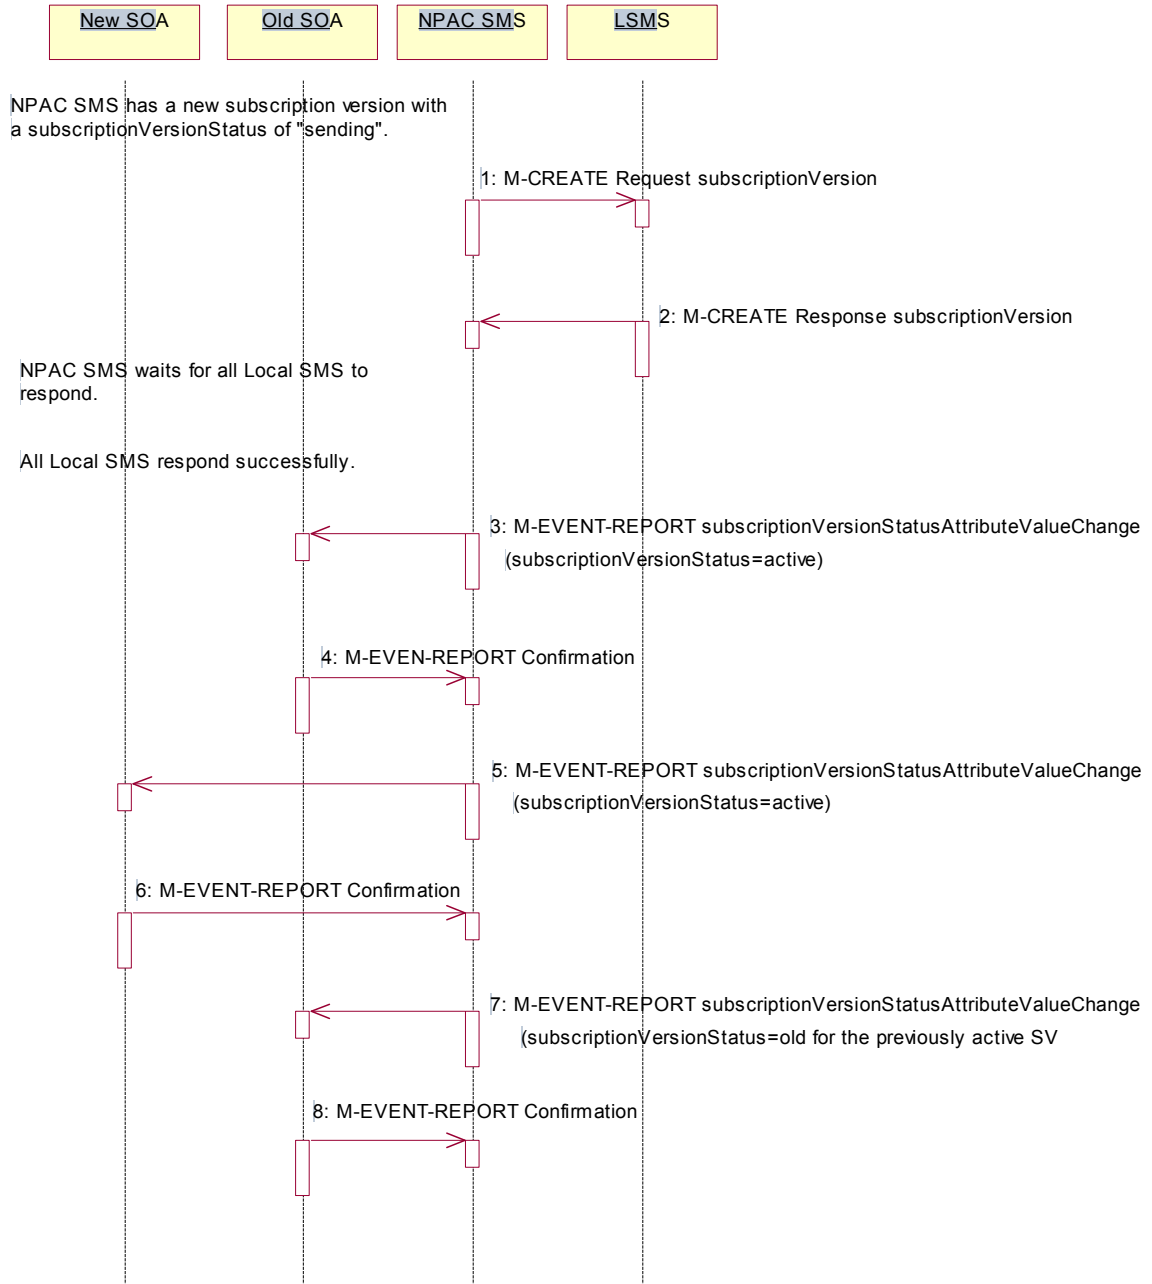 New SOA
Old SOA
NPAC SMS
LSMS
NPAC SMS has a new subscription version with
a subscriptionVersionStatus of "sending".
1: M-CREATE Request subscriptionVersion
2: M-CREATE Response subscriptionVersion
NPAC SMS waits for all Local SMS to
respond.
All Local SMS respond successfully.
3: M-EVENT-REPORT subscriptionVersionStatusAttributeValueChange
(subscriptionVersionStatus=active)
4: M-EVEN-REPORT Confirmation
5: M-EVENT-REPORT subscriptionVersionStatusAttributeValueChange
(subscriptionVersionStatus=active)
6: M-EVENT-REPORT Confirmation
7: M-EVENT-REPORT subscriptionVersionStatusAttributeValueChange
(subscriptionVersionStatus=old for the previously active SV
8: M-EVENT-REPORT Confirmation